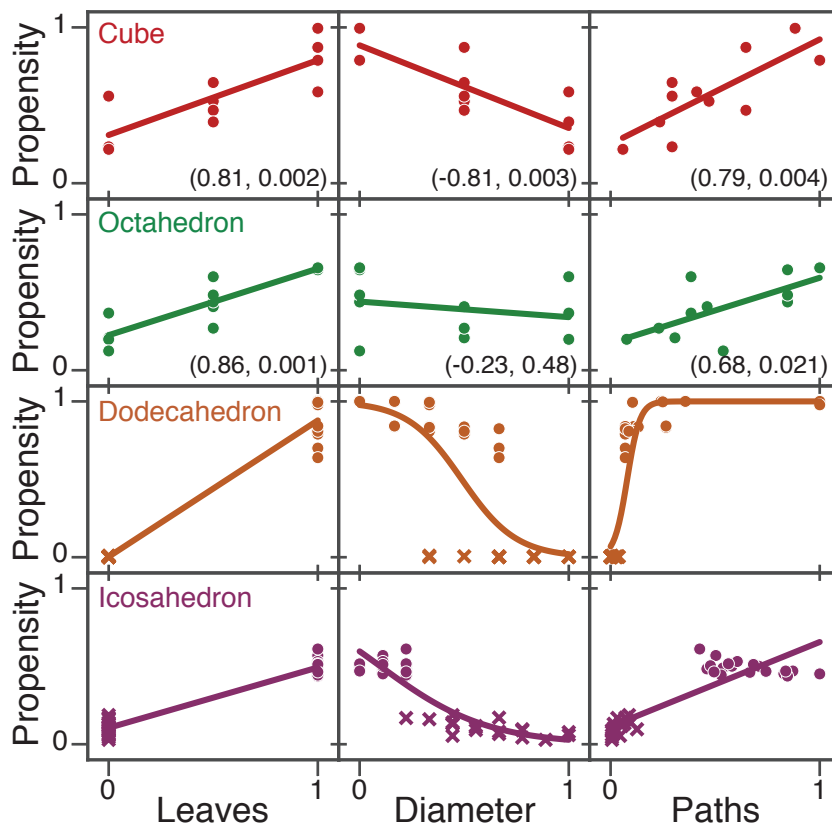 Propensity
1
0
Cube
(0.81, 0.002)
(-0.81, 0.003)
(0.79, 0.004)
Propensity
1
0
Octahedron
(0.86, 0.001)
(-0.23, 0.48)
(0.68, 0.021)
Propensity
1
0
Dodecahedron
Propensity
1
0
Icosahedron
0 1 0 1 0 1
Leaves Diameter Paths